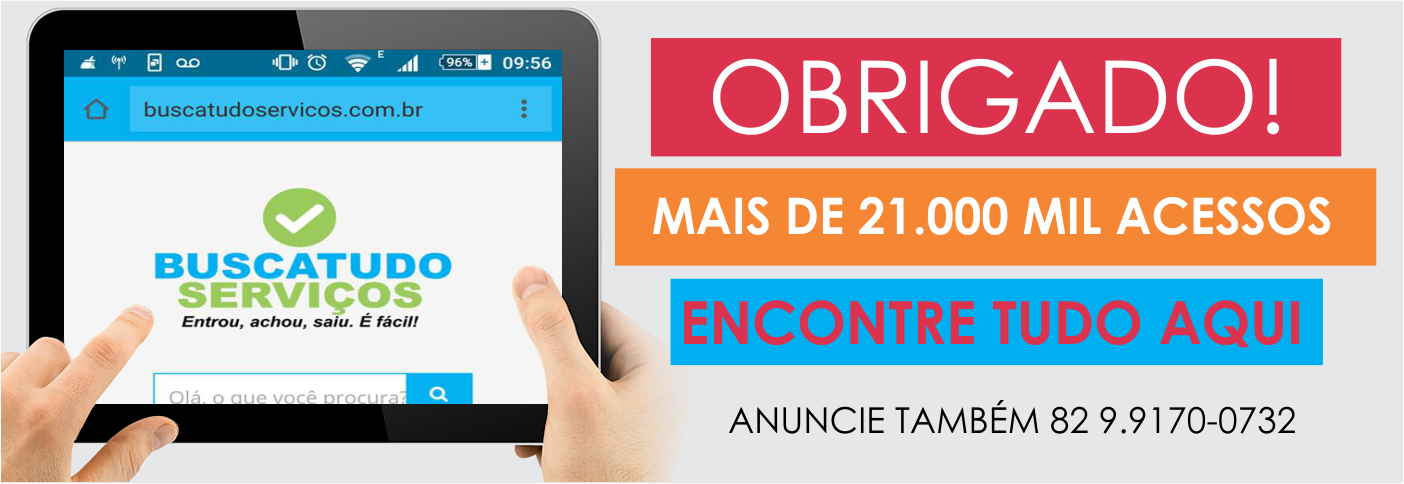 E
96%
09:56
buscatudoservicos.com.br
BUSCATUDO
SERVIÇOS
Entrou, achou, saiu. É fácil!
Olá, o que você procura?
OBRIGADO!
MAIS DE 21.000 MIL ACESSOS
ENCONTRE TUDO AQUI
ANUNCIE TAMBÉM 82 9.9170-0732